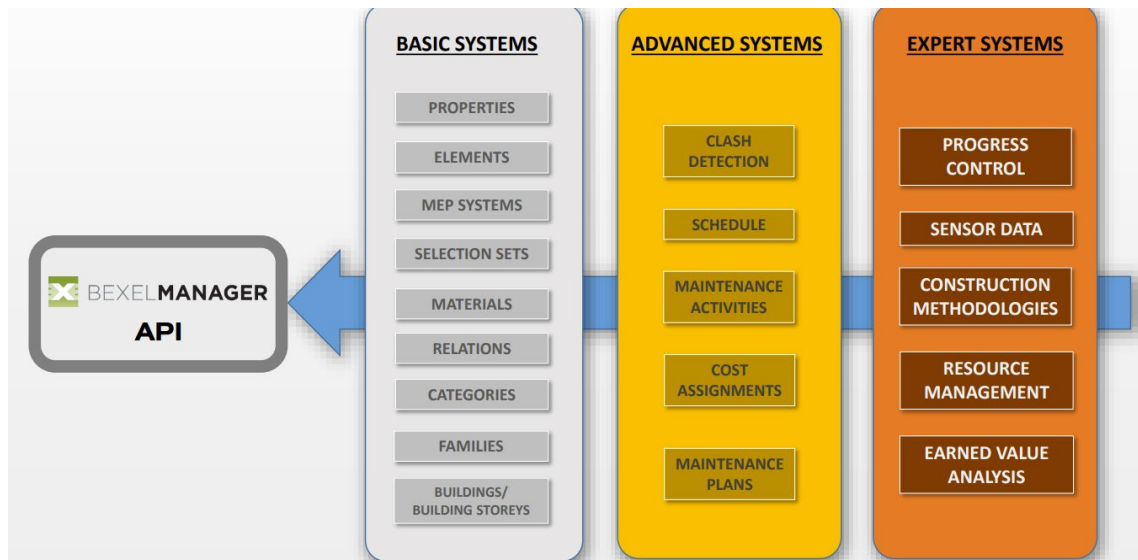 BEXELMANAGER
API
BASIC SYSTEMS
PROPERTIES
ELEMENTS
MEP SYSTEMS
SELECTION SETS
MATERIALS
RELATIONS
CATEGORIES
FAMILIES
BUILDINGS/
BUILDING STOREYS
ADVANCED SYSTEMS
CLASH
DETECTION
SCHEDULE
MAINTENANCE
ACTIVITIES
COST
ASSIGNMENTS
MAINTENANCE
PLANS
EXPERT SYSTEMS
PROGRESS
CONTROL
SENSOR DATA
CONSTRUCTION
METHODOLOGIES
RESOURCE
MANAGEMENT
EARNED VALUE
ANALYSIS